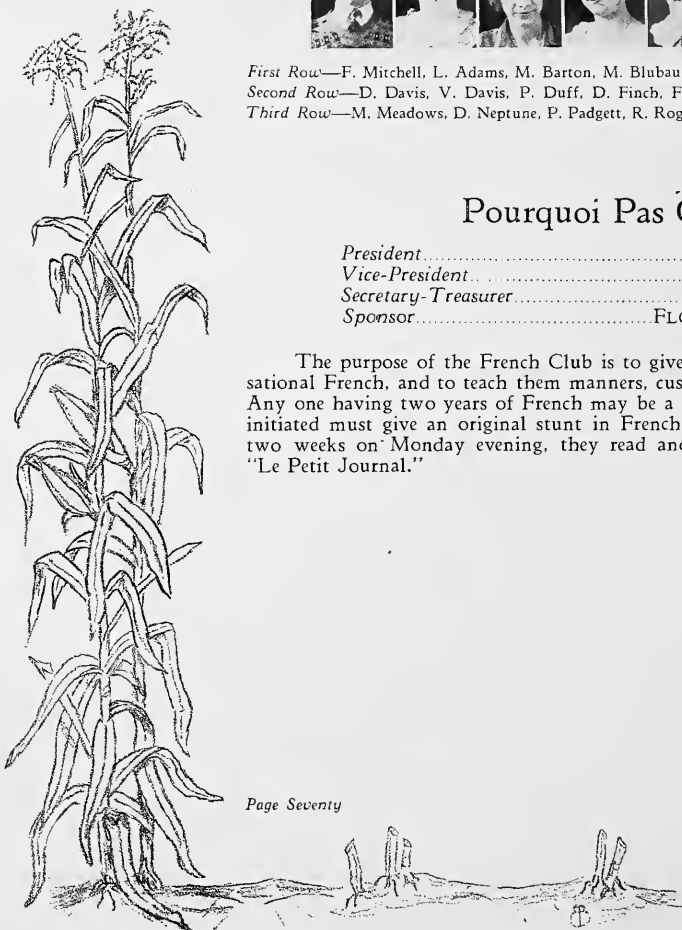 First Row—F. Mitchell, L. Adams, M. Barton, M. Blubau
Second Row—D. Davis, V. Davis, P. Duff, D. Finch, F
Third Row—M. Meadows, D. Neptune, P. Padgett, R. Rog
Pourquoi Pas
President
Vice-President
Secretary-Treasurer
Sponsor FLO
The purpose of the French Club is to give
sational French, and to teach them manners, cus
Any one having two years of French may be a
initiated must give an original stunt in French
two weeks on Monday evening, they read and
"Le Petit Journal."
Page Seventy